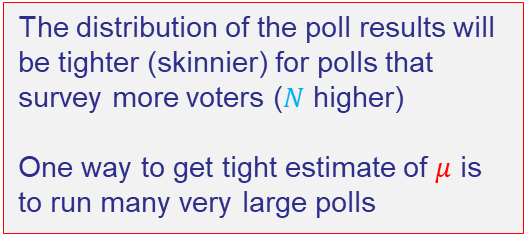 The distribution of the poll results will
be tighter (skinnier) for polls that
survey more voters (N higher)
One way to get tight estimate of μ is
to run many very large polls